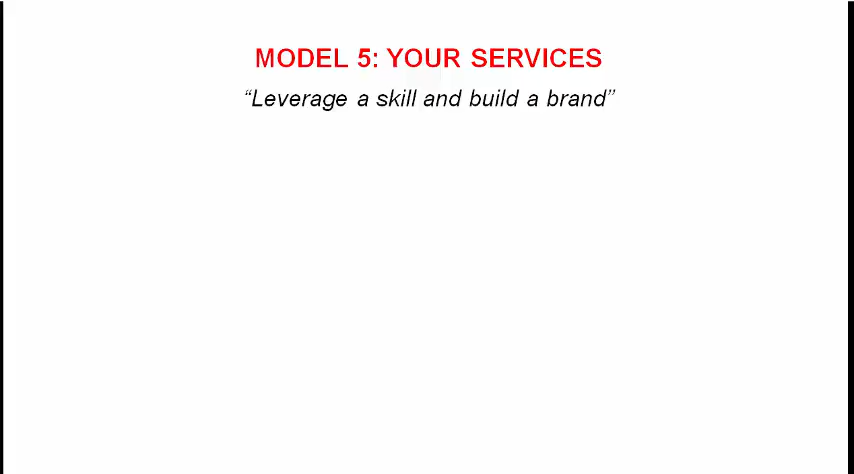 MODEL 5: YOUR SERVICES
“Leverage a skill and build a brand”